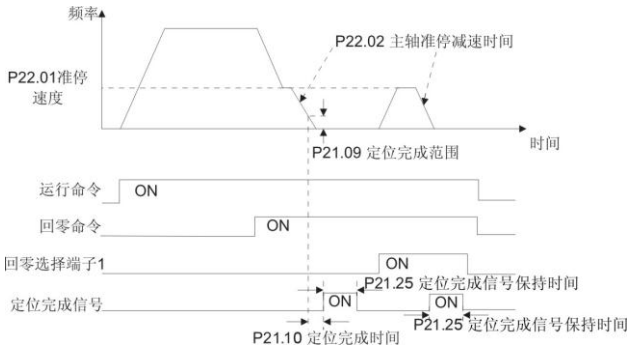 频率
P22.02 主轴准停减速时间
P22.01准停
速度
时间
P21.09 定位完成范围
运行命令
ON
回零命令
ON
回零选择端子1
ON
P21.25 定位完成信号保持时间
定位完成信号
ON
ON
P21.10 定位完成时间
P21.25 定位完成信号保持时间